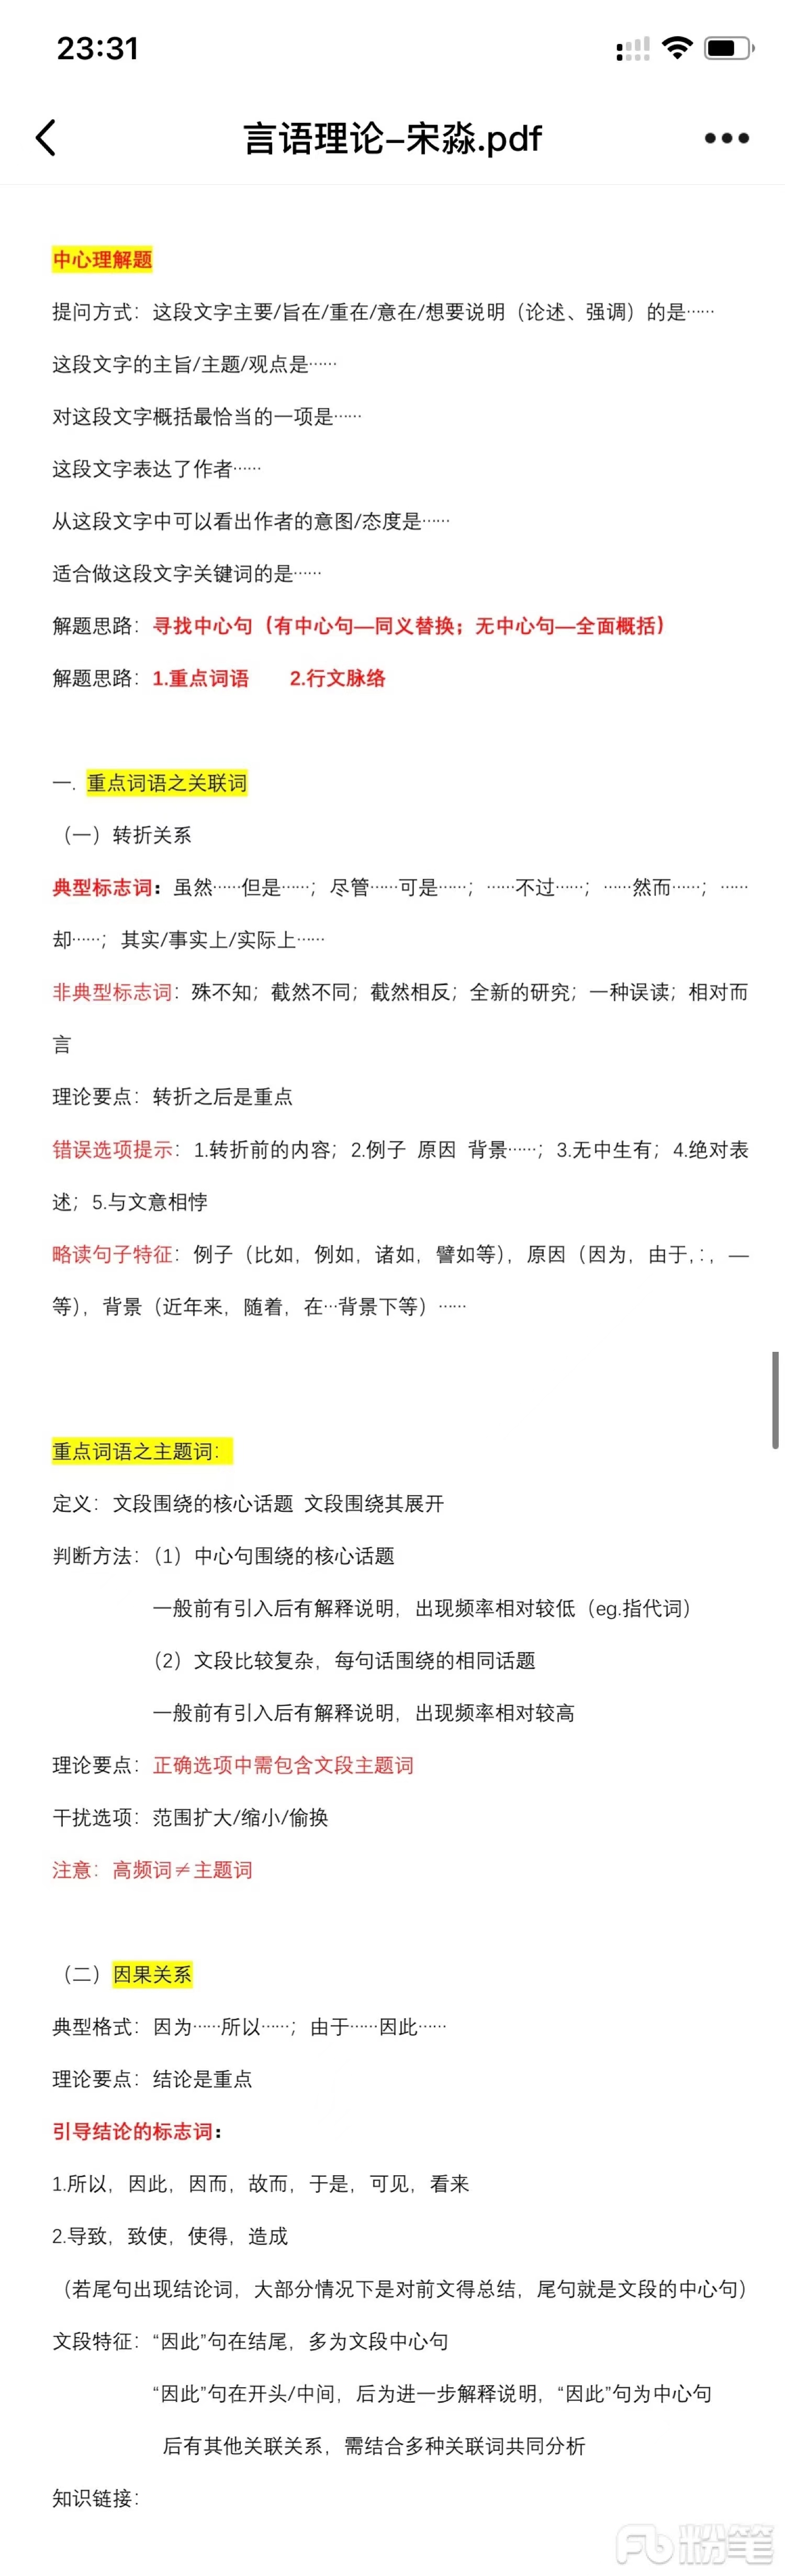 23:31
言语理论-宋淼.pdf
中心理解题
提问方式：这段文字主要/旨在/重在/意在/想要说明（论述、强调）的是……
这段文字的主旨/主题/观点是……
对这段文字概括最恰当的一项是……
这段文字表达了作者……
从这段文字中可以看出作者的意图/态度是……
适合做这段文字关键词的是……
解题思路：寻找中心句（有中心句—同义替换；无中心句—全面概括）
解题思路：1.重点词语 2.行文脉络
一. 重点词语之关联词
（一）转折关系
典型标志词：虽然……但是……；尽管……可是……；……不过……；……然而……；……
却……；其实/事实上/实际上……
非典型标志词：殊不知；截然不同；截然相反；全新的研究；一种误读；相对而
言
理论要点：转折之后是重点
错误选项提示：1.转折前的内容；2.例子 原因 背景……；3.无中生有；4.绝对表
述；5.与文意相悖
略读句子特征：例子（比如，例如，诸如，譬如等），原因（因为，由于，：，—
等），背景（近年来，随着，在…背景下等）……
重点词语之主题词：
定义：文段围绕的核心话题 文段围绕其展开
判断方法：（1）中心句围绕的核心话题
一般前有引入后有解释说明，出现频率相对较低（eg.指代词）
（2）文段比较复杂，每句话围绕的相同话题
一般前有引入后有解释说明，出现频率相对较高
理论要点：正确选项中需包含文段主题词
干扰选项：范围扩大/缩小/偷换
注意：高频词≠主题词
（二）因果关系
典型格式：因为……所以……；由于……因此……
理论要点：结论是重点
引导结论的标志词：
1.所以，因此，因而，故而，于是，可见，看来
2.导致，致使，使得，造成
（若尾句出现结论词，大部分情况下是对前文得总结，尾句就是文段的中心句）
文段特征：“因此”句在结尾，多为文段中心句
“因此”句在开头/中间，后为进一步解释说明，“因此”句为中心句
后有其他关联关系，需结合多种关联词共同分析
知识链接：
Fb粉笔